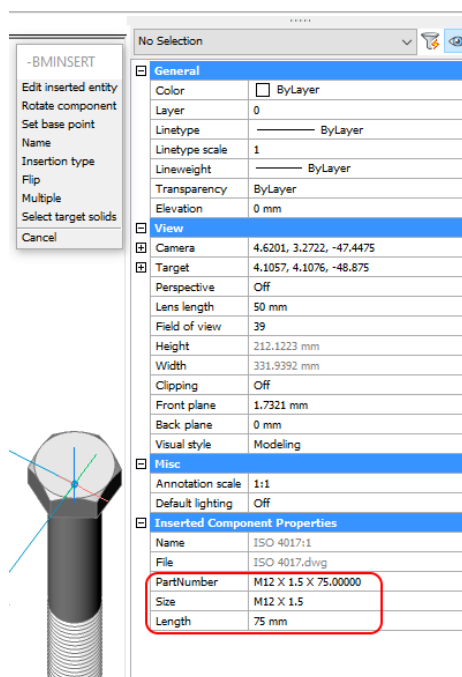 No Selection
-BMINSERT
Edit inserted entity
Rotate component
Set base point
Name
Insertion type
Flip
Multiple
Select target solids
Cancel
General
Color ByLayer
Layer 0
Linetype ByLayer
Linetype scale 1
Lineweight ByLayer
Transparency ByLayer
Elevation 0 mm
View
Camera 4.6201, 3.2722, -47.4475
Target 4.1057, 4.1076, -48.875
Perspective Off
Lens length 50 mm
Field of view 39
Height 212.1223 mm
Width 331.9392 mm
Clipping Off
Front plane 1.7321 mm
Back plane 0 mm
Visual style Modeling
Misc
Annotation scale 1:1
Default lighting Off
Inserted Component Properties
Name ISO 4017:1
File ISO 4017.dwg
PartNumber M12 X 1.5 X 75.00000
Size M12 X 1.5
Length 75 mm